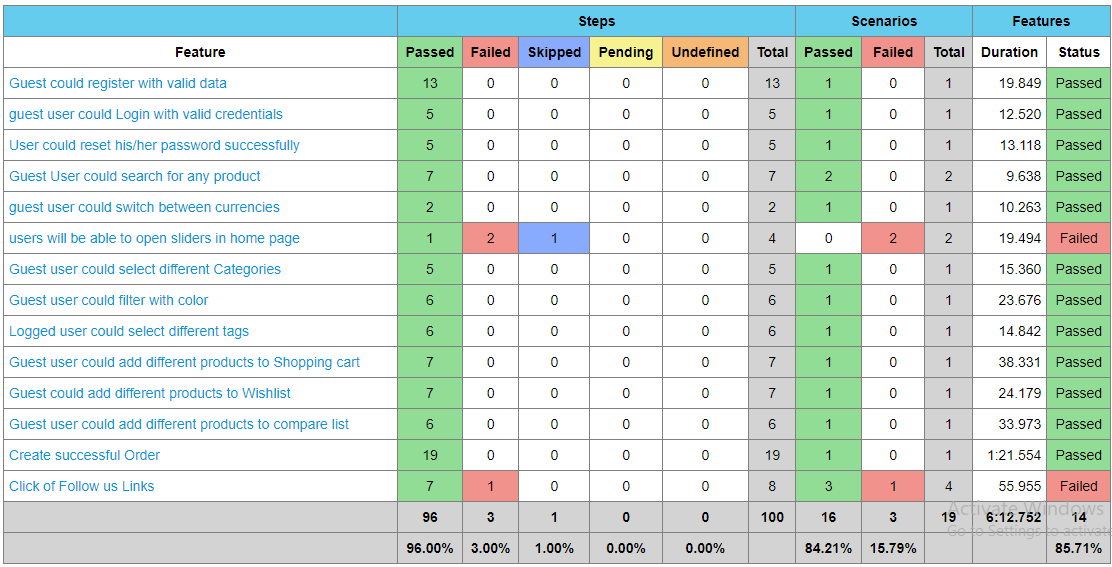 Steps Scenarios Features
Feature Passed Failed Skipped Pending Undefined Total Passed Failed Total Duration Status
Guest could register with valid data 13 0 0 0 0 13 1 0 1 19.849 Passed
guest user could Login with valid credentials 5 0 0 0 0 5 1 0 1 12.520 Passed
User could reset his/her password successfully 5 0 0 0 0 5 1 0 1 13.118 Passed
Guest User could search for any product 7 0 0 0 0 7 2 0 2 9.638 Passed
guest user could switch between currencies 2 0 0 0 0 2 1 0 1 10.263 Passed
users will be able to open sliders in home page 1 2 1 0 0 4 0 2 2 19.494 Failed
Guest user could select different Categories 5 0 0 0 0 5 1 0 1 15.360 Passed
Guest user could filter with color 6 0 0 0 0 6 1 0 1 23.676 Passed
Logged user could select different tags 6 0 0 0 0 6 1 0 1 14.842 Passed
Guest user could add different products to Shopping cart 7 0 0 0 0 7 1 0 1 38.331 Passed
Guest could add different products to Wishlist 7 0 0 0 0 7 1 0 1 24.179 Passed
Guest user could add different products to compare list 6 0 0 0 0 6 1 0 1 33.973 Passed
Create successful Order 19 0 0 0 0 19 1 0 1 1:21.554 Passed
Click of Follow us Links 7 1 0 0 0 8 3 1 4 55.955 Failed
96 3 1 0 0 100 16 3 19 6:12.752 14
Activate Windows
Go to Settings to activate
96.00% 3.00% 1.00% 0.00% 0.00% 84.21% 15.79% 85.71%